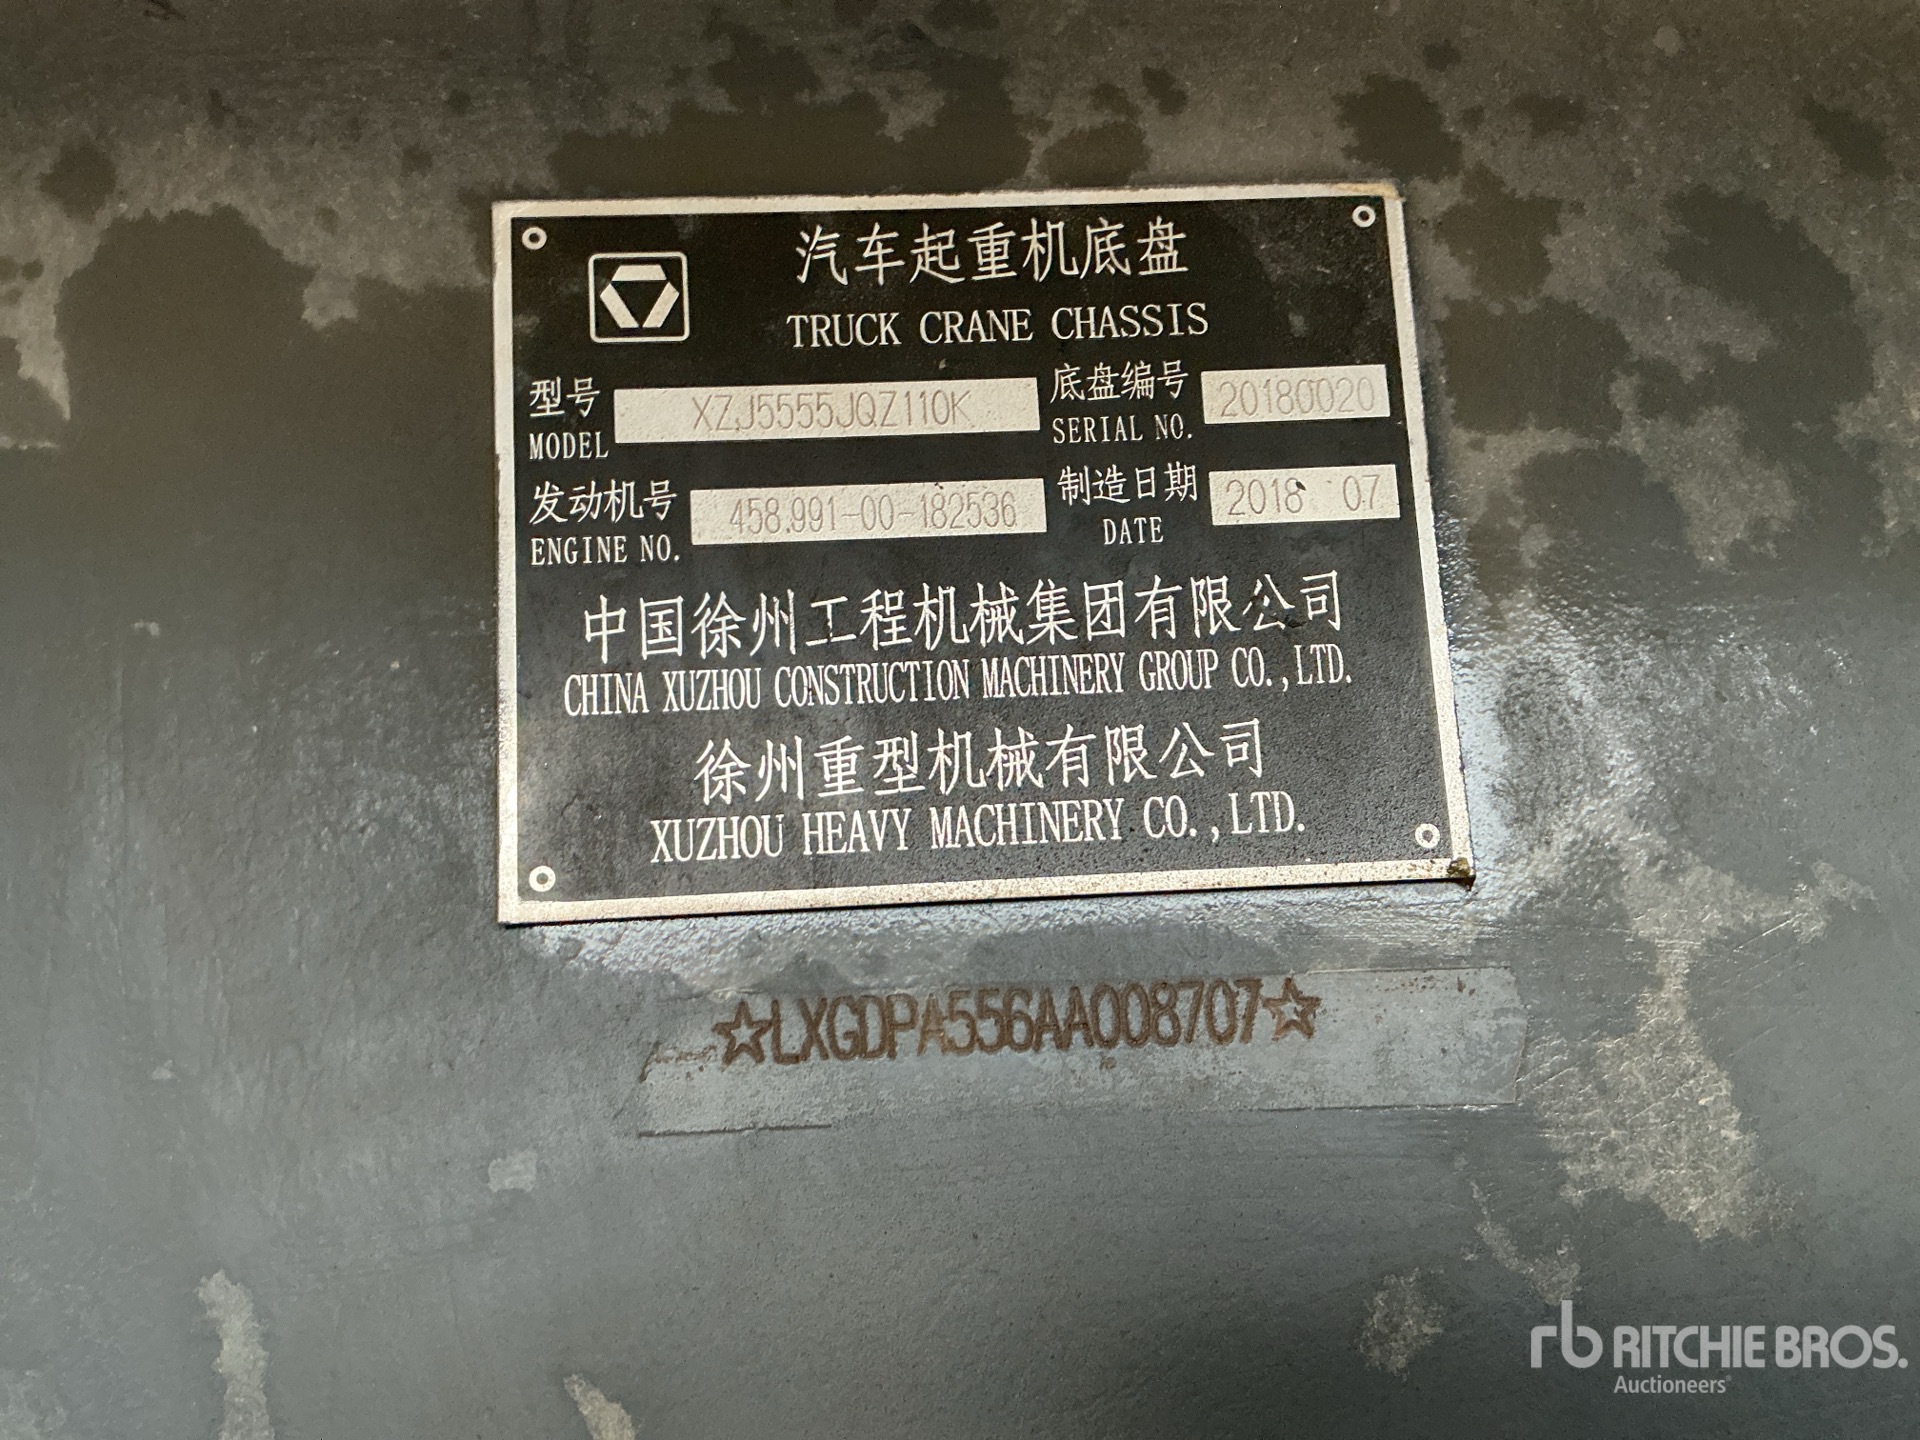 汽车起重机底盘
TRUCK CRANE CHASSIS
型号 XZJ5555JQZ110K 底盘编号 20180020
MODEL SERIAL NO.
发动机号 458.991-00-182536 制造日期 2018 07
ENGINE NO. DATE
中国徐州工程机械集团有限公司
CHINA XUZHOU CONSTRUCTION MACHINERY GROUP CO.,LTD.
徐州重型机械有限公司
XUZHOU HEAVY MACHINERY CO.,LTD.
☆LXGDPA556AA008707☆
rb RITCHIE BROS.
Auctioneers